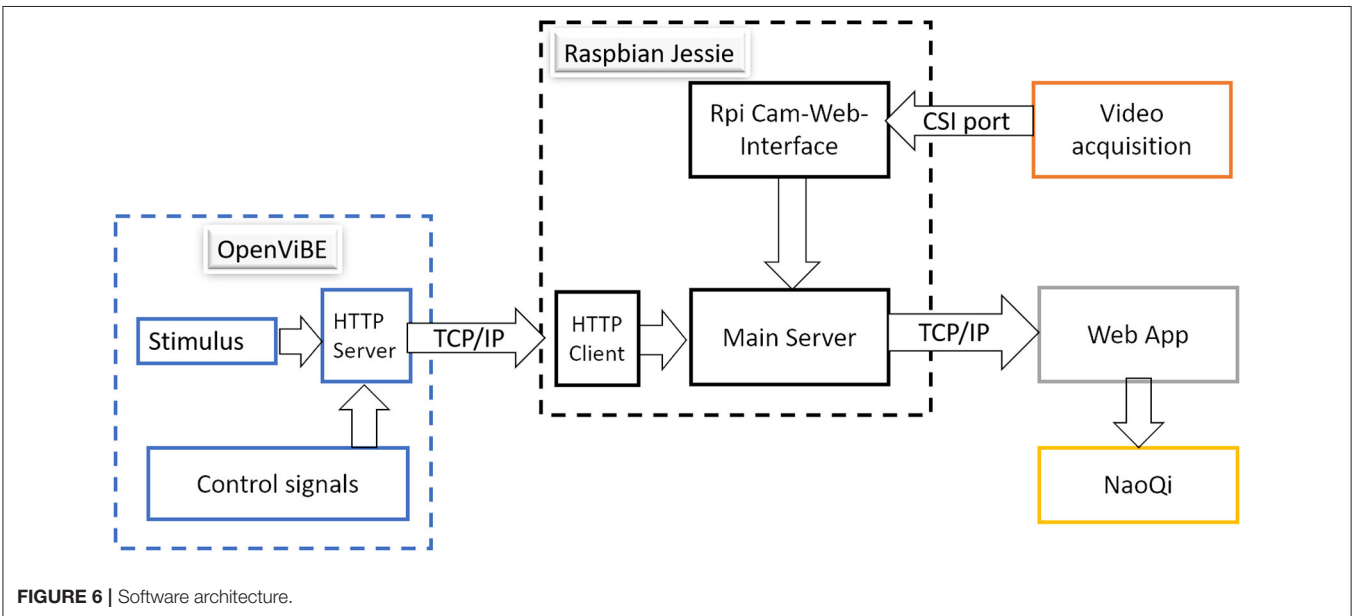 Raspbian Jessie
Rpi Cam-Web-
Interface
CSI port
Video
acquisition
OpenViBE
Stimulus
HTTP
Server
TCP/IP
HTTP
Client
Main Server
TCP/IP
Web App
Control signals
NaoQi
FIGURE 6 | Software architecture.